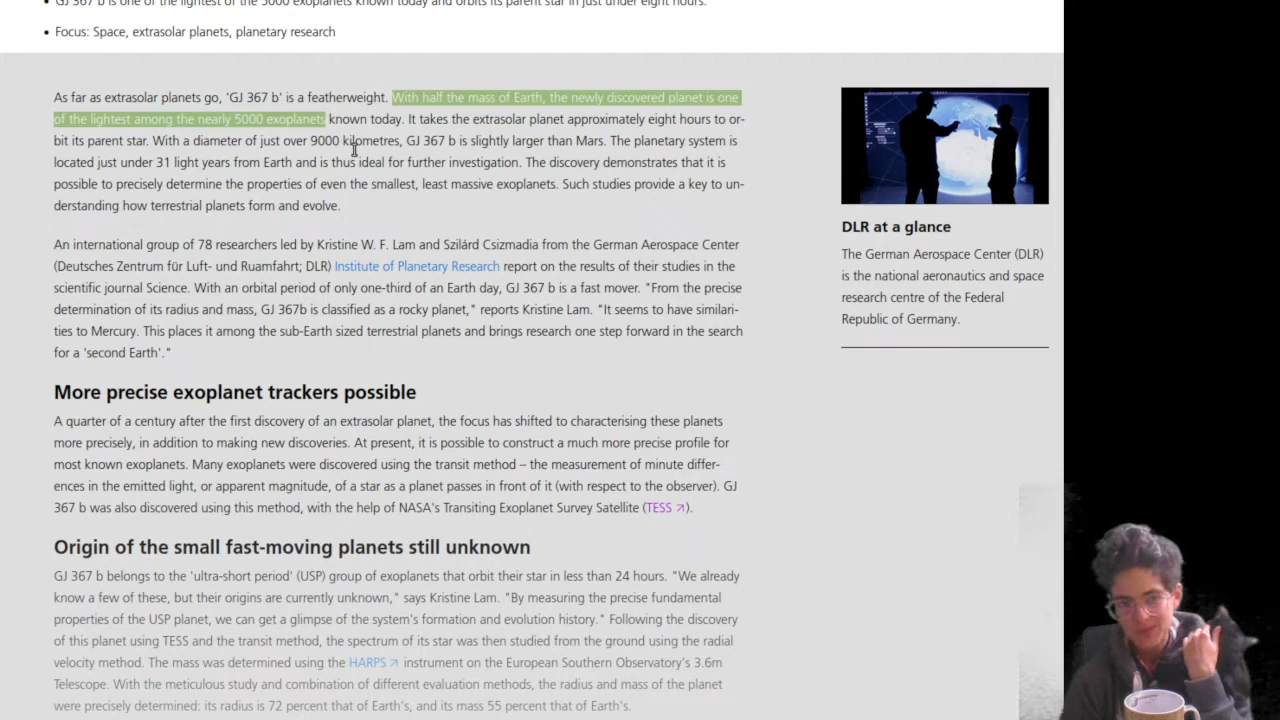 GJ 367 b is one of the lightest of the 5000 exoplanets known today and orbits its parent star in just under eight hours.
Focus: Space, extrasolar planets, planetary research
As far as extrasolar planets go, 'GJ 367 b' is a featherweight. With half the mass of Earth, the newly discovered planet is one
of the lightest among the nearly 5000 exoplanets known today. It takes the extrasolar planet approximately eight hours to or-
bit its parent star. With a diameter of just over 9000 kilometres, GJ 367 b is slightly larger than Mars. The planetary system is
located just under 31 light years from Earth and is thus ideal for further investigation. The discovery demonstrates that it is
possible to precisely determine the properties of even the smallest, least massive exoplanets. Such studies provide a key to un-
derstanding how terrestrial planets form and evolve.
An international group of 78 researchers led by Kristine W. F. Lam and Szilárd Csizmadia from the German Aerospace Center
(Deutsches Zentrum für Luft- und Raumfahrt; DLR) Institute of Planetary Research report on the results of their studies in the
scientific journal Science. With an orbital period of only one-third of an Earth day, GJ 367 b is a fast mover. "From the precise
determination of its radius and mass, GJ 367b is classified as a rocky planet," reports Kristine Lam. "It seems to have similari-
ties to Mercury. This places it among the sub-Earth sized terrestrial planets and brings research one step forward in the search
for a 'second Earth'."
More precise exoplanet trackers possible
A quarter of a century after the first discovery of an extrasolar planet, the focus has shifted to characterising these planets
more precisely, in addition to making new discoveries. At present, it is possible to construct a much more precise profile for
most known exoplanets. Many exoplanets were discovered using the transit method – the measurement of minute differ-
ences in the emitted light, or apparent magnitude, of a star as a planet passes in front of it (with respect to the observer). GJ
367 b was also discovered using this method, with the help of NASA's Transiting Exoplanet Survey Satellite (TESS ↗).
Origin of the small fast-moving planets still unknown
GJ 367 b belongs to the 'ultra-short period' (USP) group of exoplanets that orbit their star in less than 24 hours. "We already
know a few of these, but their origins are currently unknown," says Kristine Lam. "By measuring the precise fundamental
properties of the USP planet, we can get a glimpse of the system's formation and evolution history." Following the discovery
of this planet using TESS and the transit method, the spectrum of its star was then studied from the ground using the radial
velocity method. The mass was determined using the HARPS ↗ instrument on the European Southern Observatory's 3.6m
Telescope. With the meticulous study and combination of different evaluation methods, the radius and mass of the planet
were precisely determined: its radius is 72 percent that of Earth's, and its mass 55 percent that of Earth's.
DLR at a glance
The German Aerospace Center (DLR)
is the national aeronautics and space
research centre of the Federal
Republic of Germany.